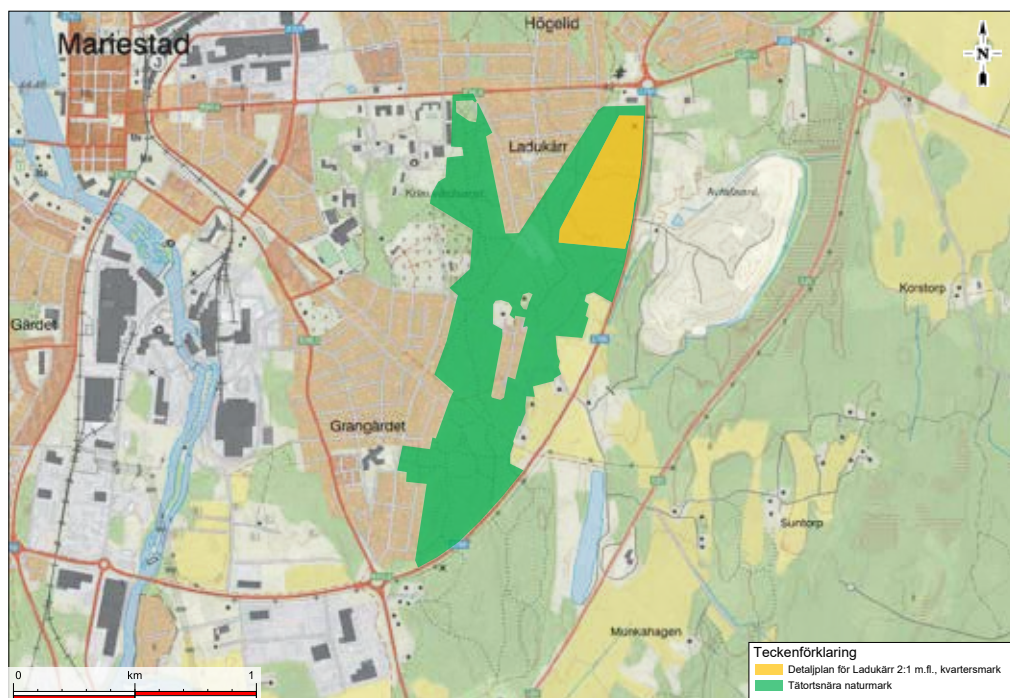 Högelid
Mariestad
N
Ladukärr
Korstorp
Gärdet
Grangärdet
Suntorp
Munkahagen
Teckenförklaring
Detaljplan för Ladukärr 2:1 m.fl., kvartersmark
Tätortsnära naturmark
0 km 1